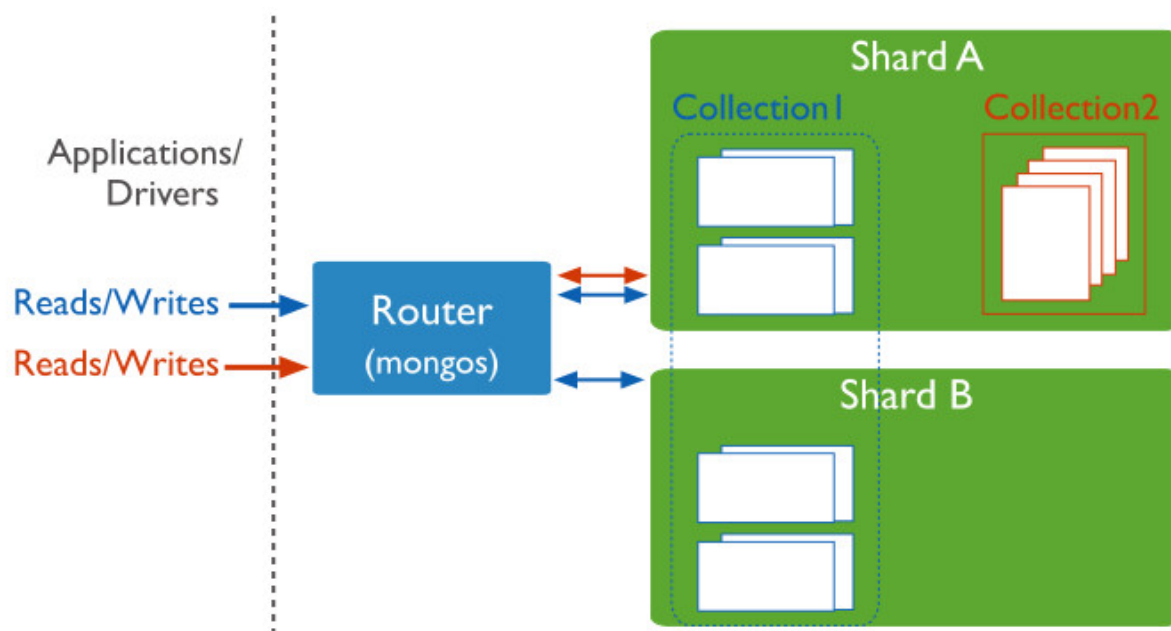 Applications/
Drivers
Reads/Writes
Reads/Writes
Router
(mongos)
Shard A
Collection1
Collection2
Shard B